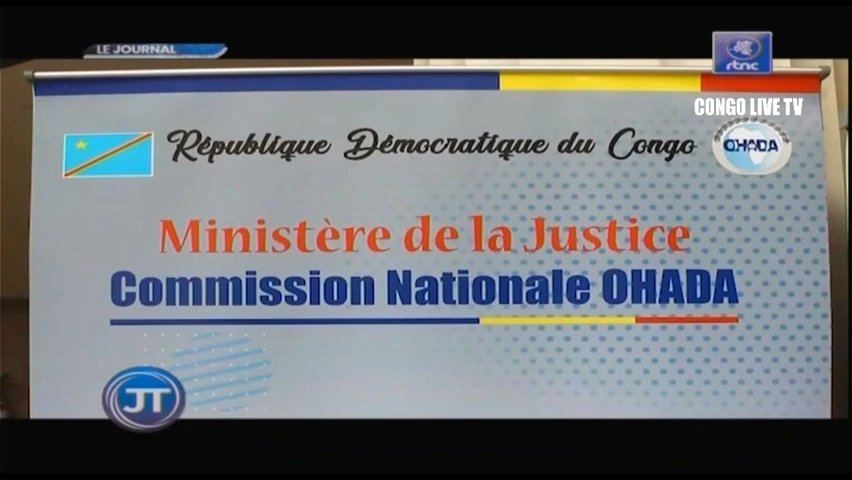 LE JOURNAL
rtnc
CONGO LIVE TV
République Démocratique du Congo
OHADA
Ministère de la Justice
Commission Nationale OHADA
JT